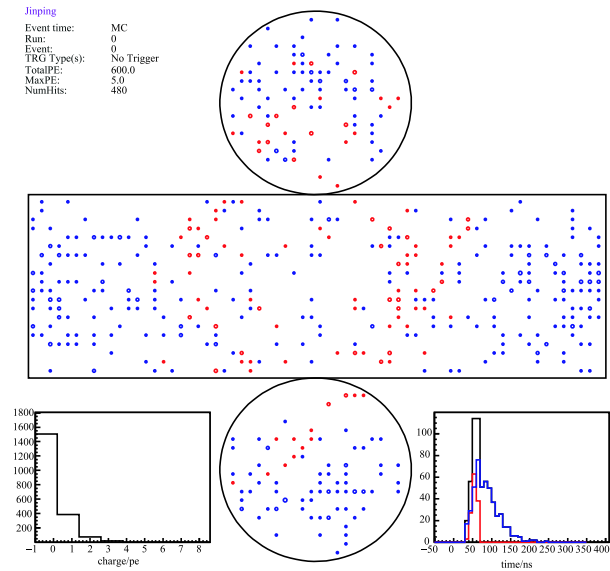 Jinping
Event time: MC
Run: 0
Event: 0
TRG Type(s): No Trigger
TotalPE: 600.0
MaxPE: 5.0
NumHits: 480
1800
1600
1400
1200
1000
800
600
400
200
−1 0 1 2 3 4 5 6 7 8
charge/pe
100
80
60
40
20
0
−50 0 50 100 150 200 250 300 350 400
time/ns